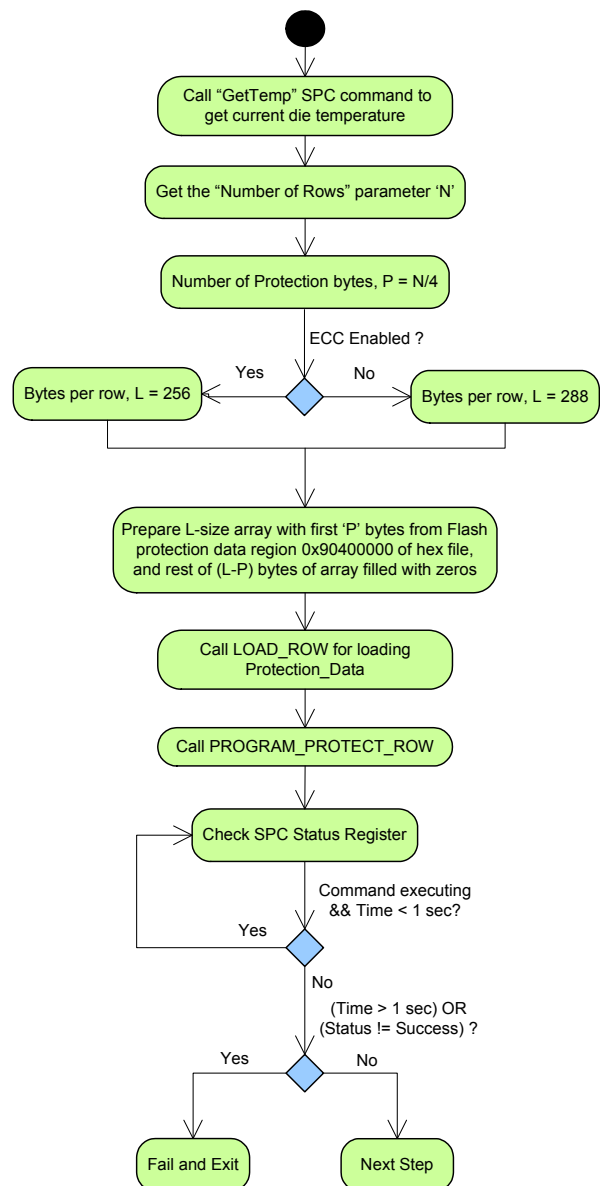 Call “GetTemp” SPC command to
get current die temperature
Get the “Number of Rows” parameter ‘N’
Number of Protection bytes, P = N/4
ECC Enabled ?
Yes
No
Bytes per row, L = 256
Bytes per row, L = 288
Prepare L-size array with first ‘P’ bytes from Flash
protection data region 0x90400000 of hex file,
and rest of (L-P) bytes of array filled with zeros
Call LOAD_ROW for loading
Protection_Data
Call PROGRAM_PROTECT_ROW
Check SPC Status Register
Command executing
&& Time < 1 sec?
Yes
No
(Time > 1 sec) OR
(Status != Success) ?
Yes
No
Fail and Exit
Next Step